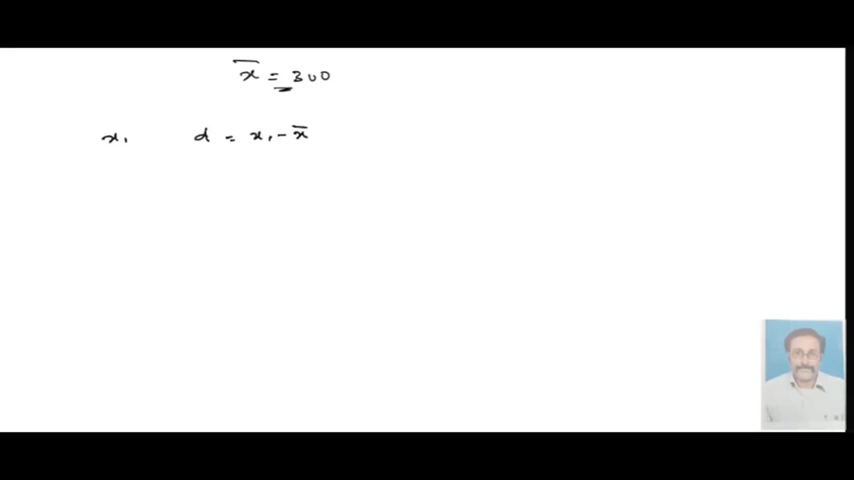 x̄ = 300
x₁ d = x₁ - x̄